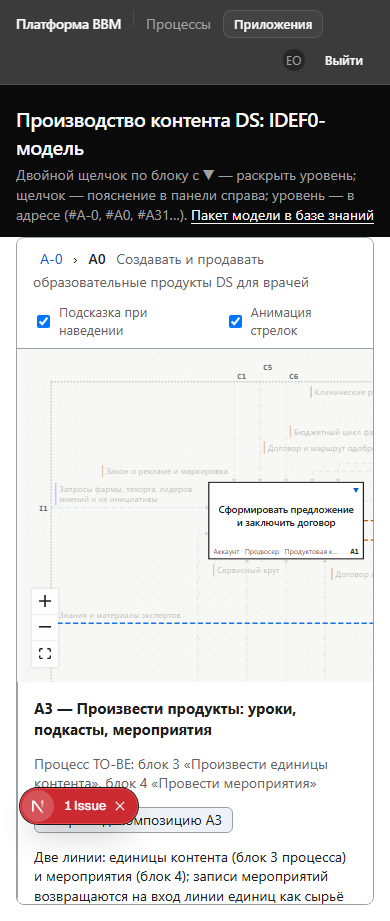 Платформа BBM
Процессы
Приложения
EO
Выйти
Производство контента DS: IDEF0-
модель
Двойной щелчок по блоку с ▼ — раскрыть уровень;
щелчок — пояснение в панели справа; уровень — в
адресе (#A-0, #A0, #A31…). Пакет модели в базе знаний
A-0 › A0 Создавать и продавать
образовательные продукты DS для врачей
Подсказка при
наведении
Анимация
стрелок
C5
C1
C6
Клинические р
Бюджетный цикл фа
Договор и маршрут одобр
Закон о рекламе и маркировка
Запросы фармы, техорга, лидеров
мнений и их инициативы
I1
▼
Сформировать предложение
и заключить договор
Аккаунт · Продюсер · Продуктовая к…
A1
Сервисный круг
Договор
Знания и материалы экспертов
+
−
A3 — Произвести продукты: уроки,
подкасты, мероприятия
Процесс TO-BE: блок 3 «Произвести единицы
контента», блок 4 «Провести мероприятия»
N
1 Issue ×
композицию A3
Две линии: единицы контента (блок 3 процесса)
и мероприятия (блок 4); записи мероприятий
возвращаются на вход линии единиц как сырьё